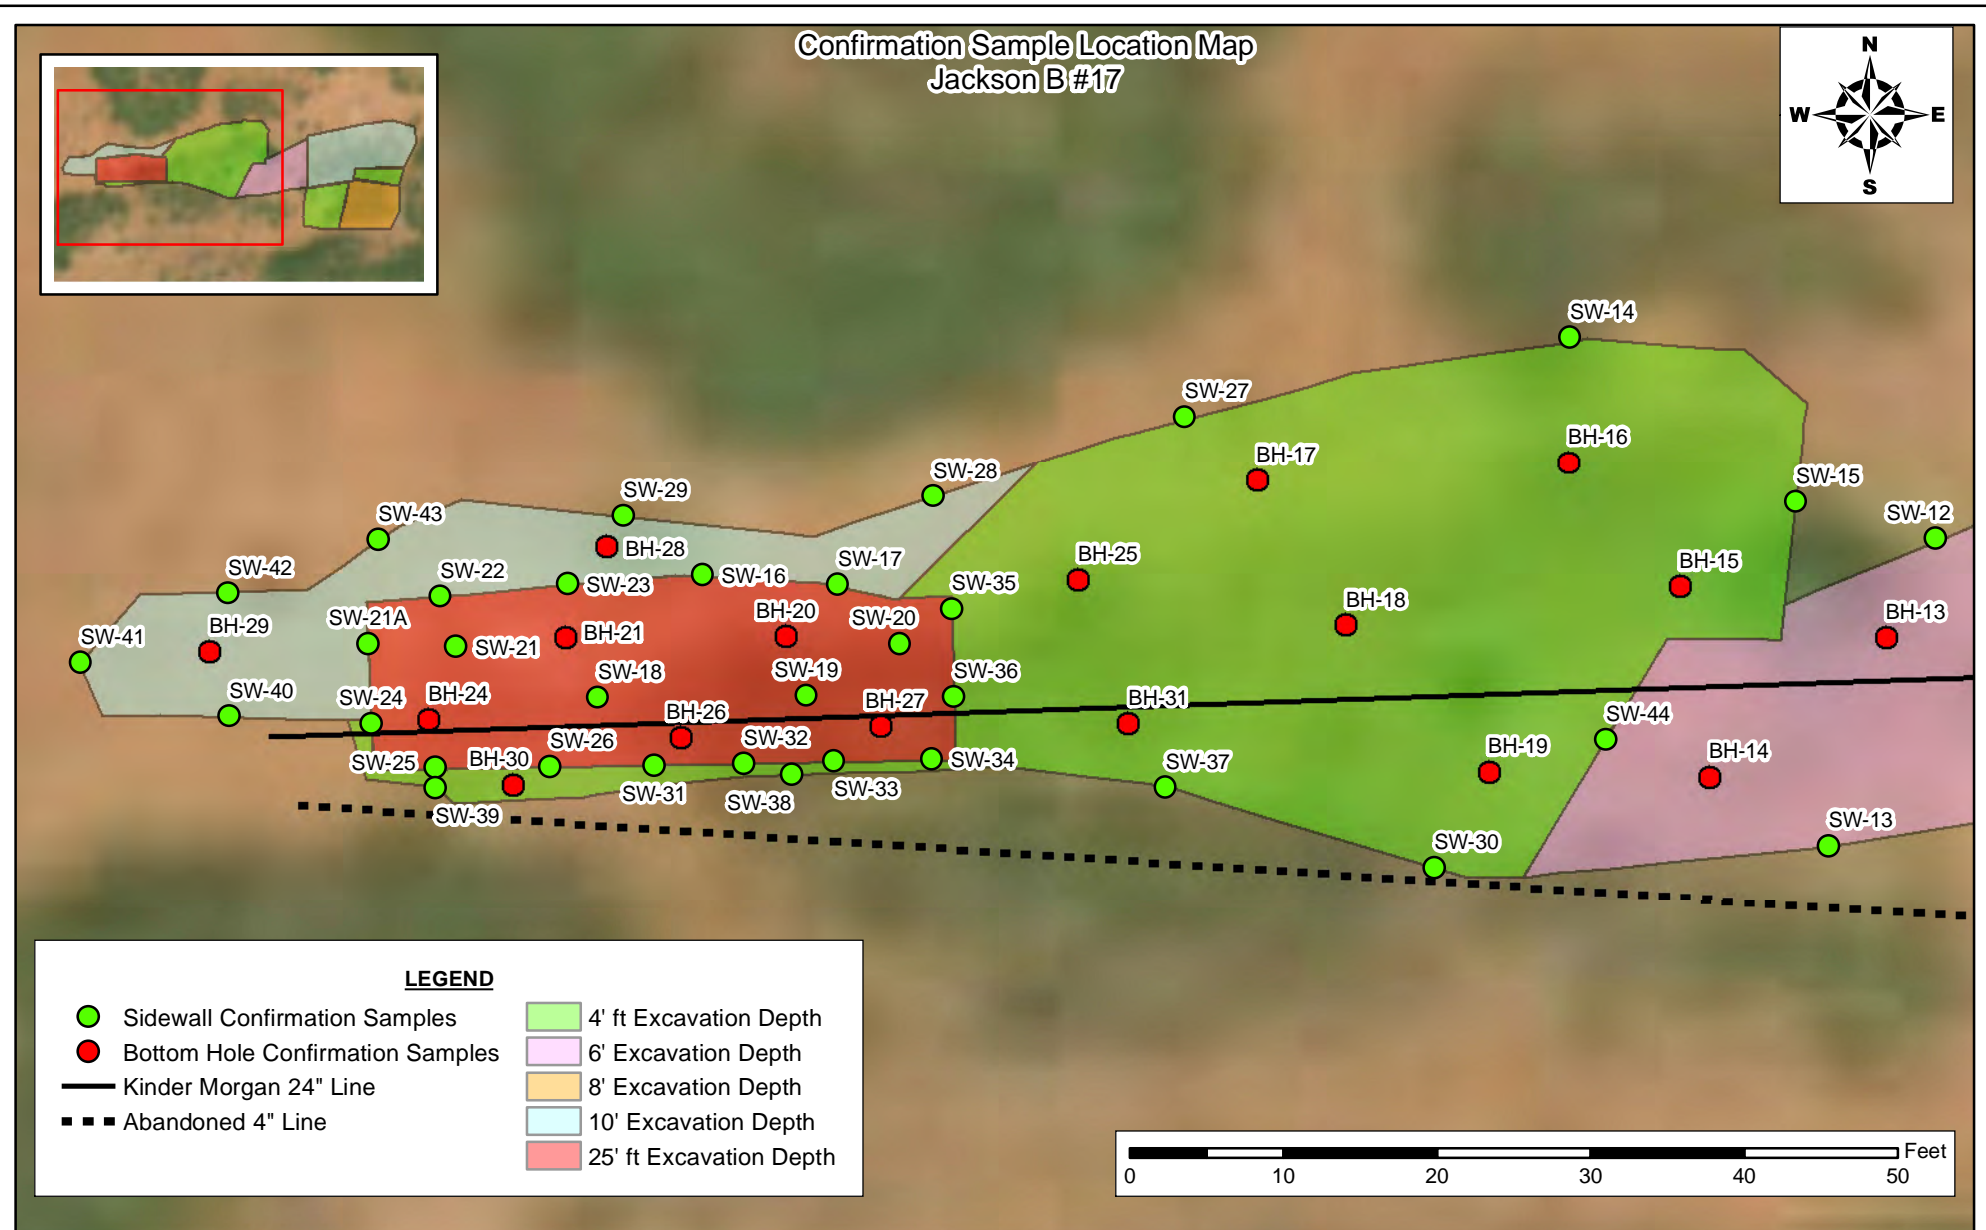 Confirmation Sample Location Map
Jackson B #17
N
W E
S
SW-14
SW-27
BH-16
BH-17
SW-28
SW-15
SW-29
SW-12
SW-43
BH-28
BH-25
SW-17
BH-15
SW-42
SW-22
SW-23
SW-16
SW-35
BH-18
BH-13
SW-21A
BH-29
BH-20
SW-20
SW-41
SW-21
BH-21
SW-18
SW-19
SW-36
SW-40
SW-24
BH-24
BH-26
BH-27
BH-31
SW-44
SW-25
BH-30
SW-26
SW-32
SW-34
BH-19
BH-14
SW-37
SW-31
SW-38
SW-33
SW-39
SW-30
SW-13
LEGEND
Sidewall Confirmation Samples
Bottom Hole Confirmation Samples
Kinder Morgan 24" Line
Abandoned 4" Line
4' ft Excavation Depth
6' Excavation Depth
8' Excavation Depth
10' Excavation Depth
25' ft Excavation Depth
Feet
0 10 20 30 40 50